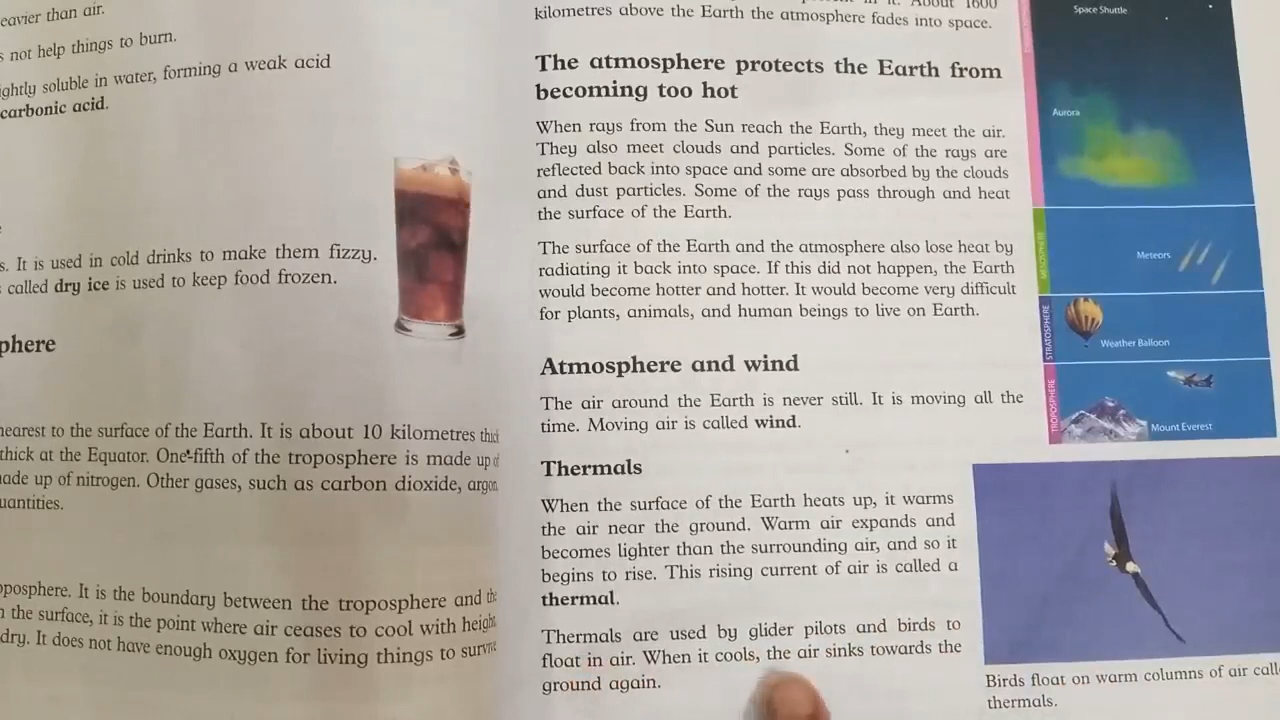 eavier than air.
not help things to burn.
ightly soluble in water, forming a weak acid
carbonic acid.
s. It is used in cold drinks to make them fizzy.
called dry ice is used to keep food frozen.
phere
nearest to the surface of the Earth. It is about 10 kilometres thick
thick at the Equator. One-fifth of the troposphere is made up of
ade up of nitrogen. Other gases, such as carbon dioxide, argon
uantities.
oposphere. It is the boundary between the troposphere and the
the surface, it is the point where air ceases to cool with height
dry. It does not have enough oxygen for living things to survive
in it. About 1600
kilometres above the Earth the atmosphere fades into space.
The atmosphere protects the Earth from
becoming too hot
When rays from the Sun reach the Earth, they meet the air.
They also meet clouds and particles. Some of the rays are
reflected back into space and some are absorbed by the clouds
and dust particles. Some of the rays pass through and heat
the surface of the Earth.
The surface of the Earth and the atmosphere also lose heat by
radiating it back into space. If this did not happen, the Earth
would become hotter and hotter. It would become very difficult
for plants, animals, and human beings to live on Earth.
Atmosphere and wind
The air around the Earth is never still. It is moving all the
time. Moving air is called wind.
Thermals
When the surface of the Earth heats up, it warms
the air near the ground. Warm air expands and
becomes lighter than the surrounding air, and so it
begins to rise. This rising current of air is called a
thermal.
Thermals are used by glider pilots and birds to
float in air. When it cools, the air sinks towards the
ground again.
Space Shuttle
Aurora
MESOSPHERE
Meteors
STRATOSPHERE
Weather Balloon
TROPOSPHERE
Mount Everest
Birds float on warm columns of air call
thermals.